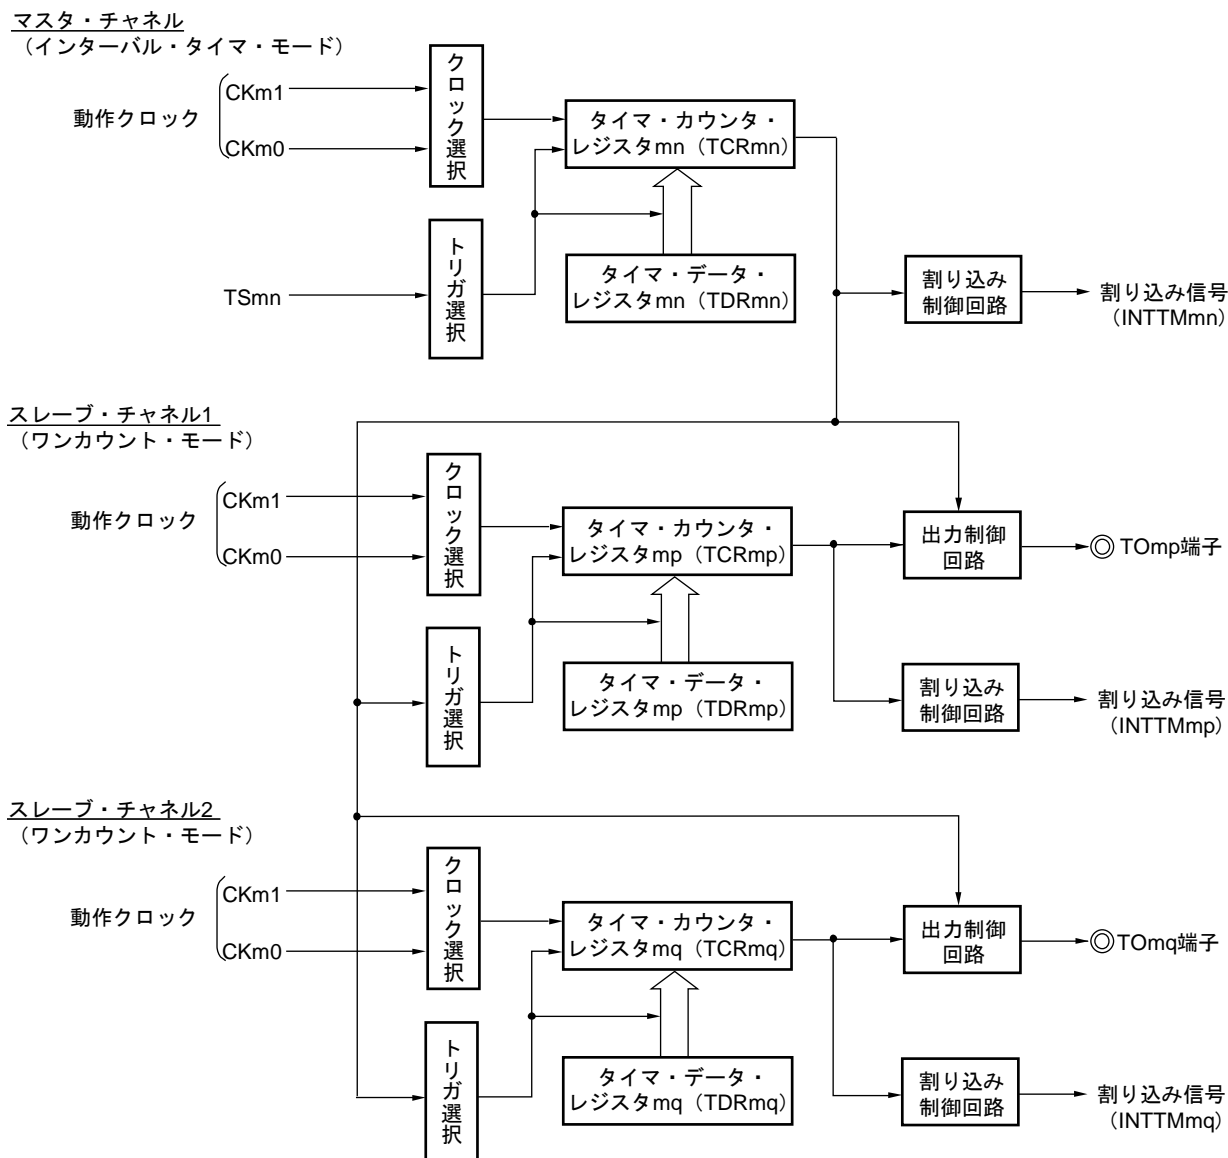 マスタ・チャネル
（インターバル・タイマ・モード）
動作クロック
CKm1
CKm0
クロック選択
タイマ・カウンタ・
レジスタmn（TCRmn）
TSmn
トリガ選択
タイマ・データ・
レジスタmn（TDRmn）
割り込み
制御回路
割り込み信号
（INTTMmn）
スレーブ・チャネル1
（ワンカウント・モード）
動作クロック
CKm1
CKm0
クロック選択
タイマ・カウンタ・
レジスタmp（TCRmp）
出力制御
回路
TOmp端子
トリガ選択
タイマ・データ・
レジスタmp（TDRmp）
割り込み
制御回路
割り込み信号
（INTTMmp）
スレーブ・チャネル2
（ワンカウント・モード）
動作クロック
CKm1
CKm0
クロック選択
タイマ・カウンタ・
レジスタmq（TCRmq）
出力制御
回路
TOmq端子
トリガ選択
タイマ・データ・
レジスタmq（TDRmq）
割り込み
制御回路
割り込み信号
（INTTMmq）